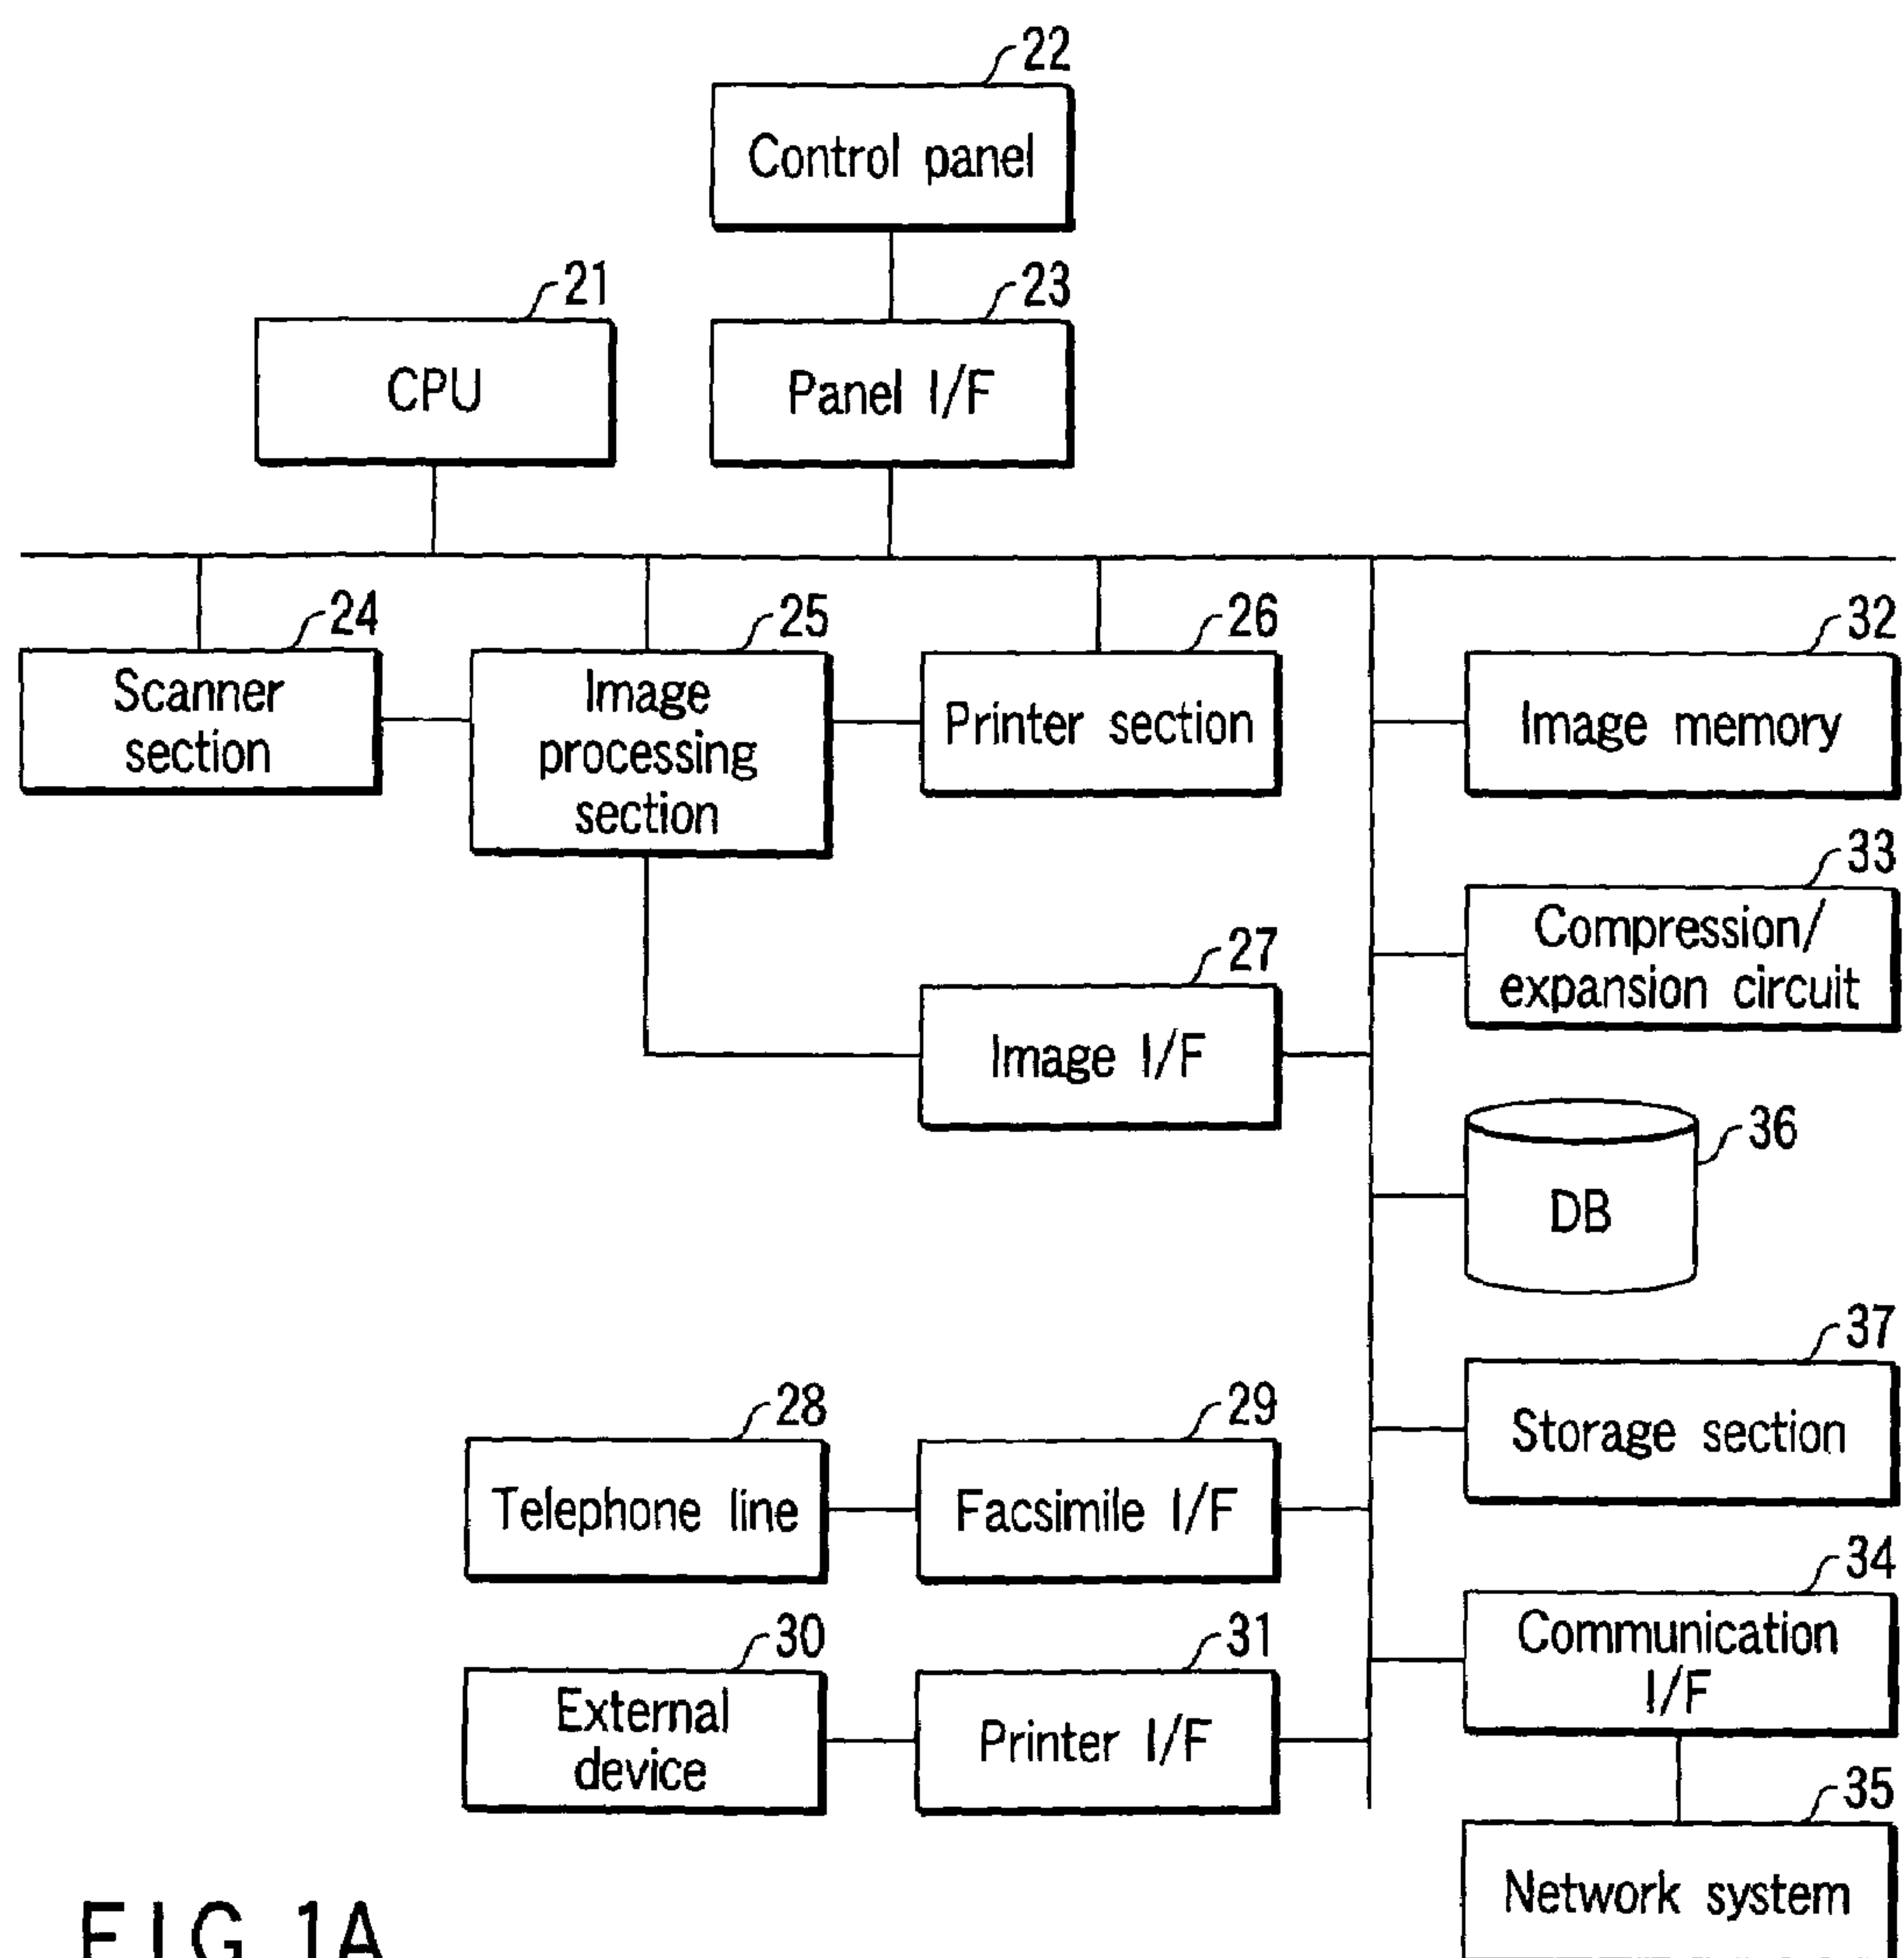 22
Control panel
21
CPU
23
Panel I/F
24
Scanner
section
25
Image
processing
section
26
Printer section
32
Image memory
33
Compression/
expansion circuit
27
Image I/F
36
DB
37
Storage section
28
Telephone line
29
Facsimile I/F
34
Communication
I/F
30
External
device
31
Printer I/F
35
Network system
FIG. 1A